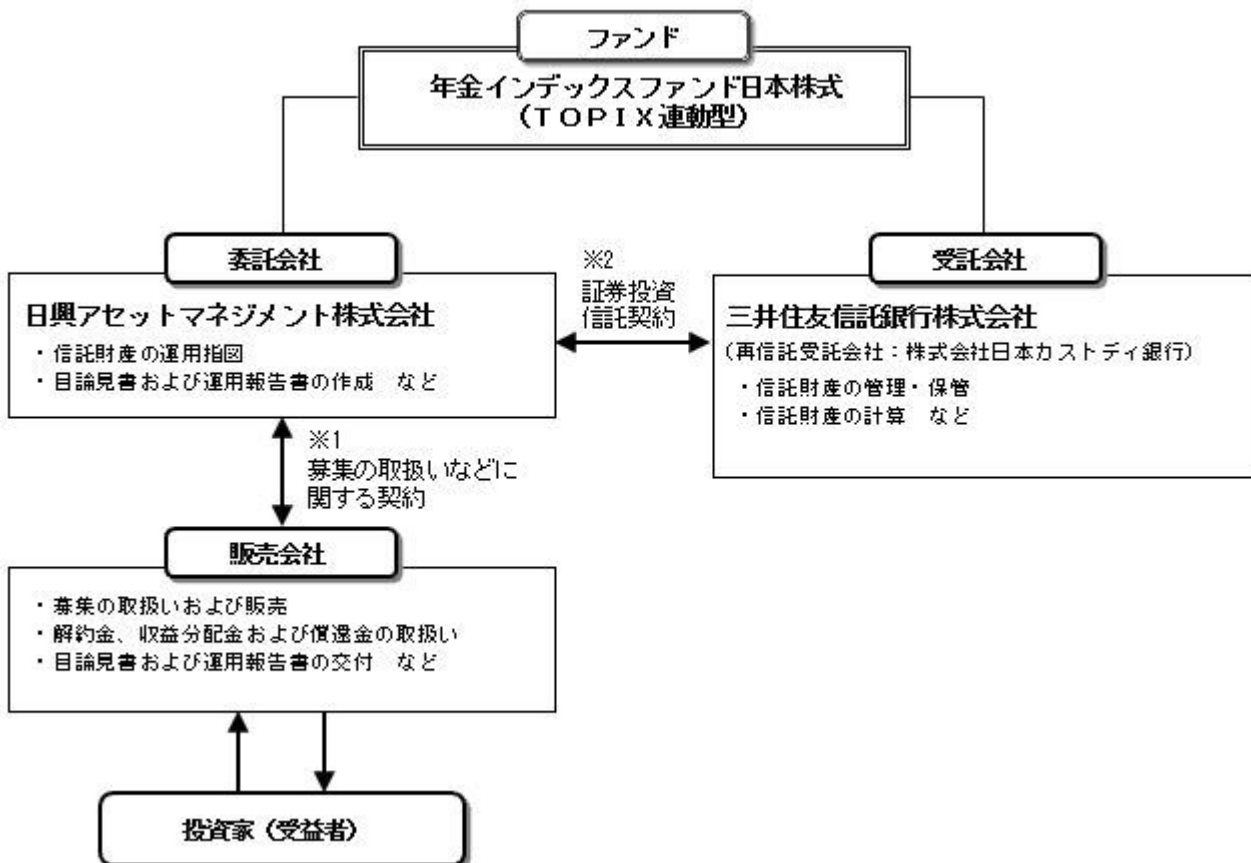 ファンド
年金インデックスファンド日本株式
（ＴＯＰＩＸ連動型）
委託会社
日興アセットマネジメント株式会社
・信託財産の運用指図
・目論見書および運用報告書の作成　など
※2
証券投資
信託契約
受託会社
三井住友信託銀行株式会社
(再信託受託会社：株式会社日本カストディ銀行)
・信託財産の管理・保管
・信託財産の計算　など
※1
募集の取扱いなどに
関する契約
販売会社
・募集の取扱いおよび販売
・解約金、収益分配金および償還金の取扱い
・目論見書および運用報告書の交付　など
投資家（受益者）